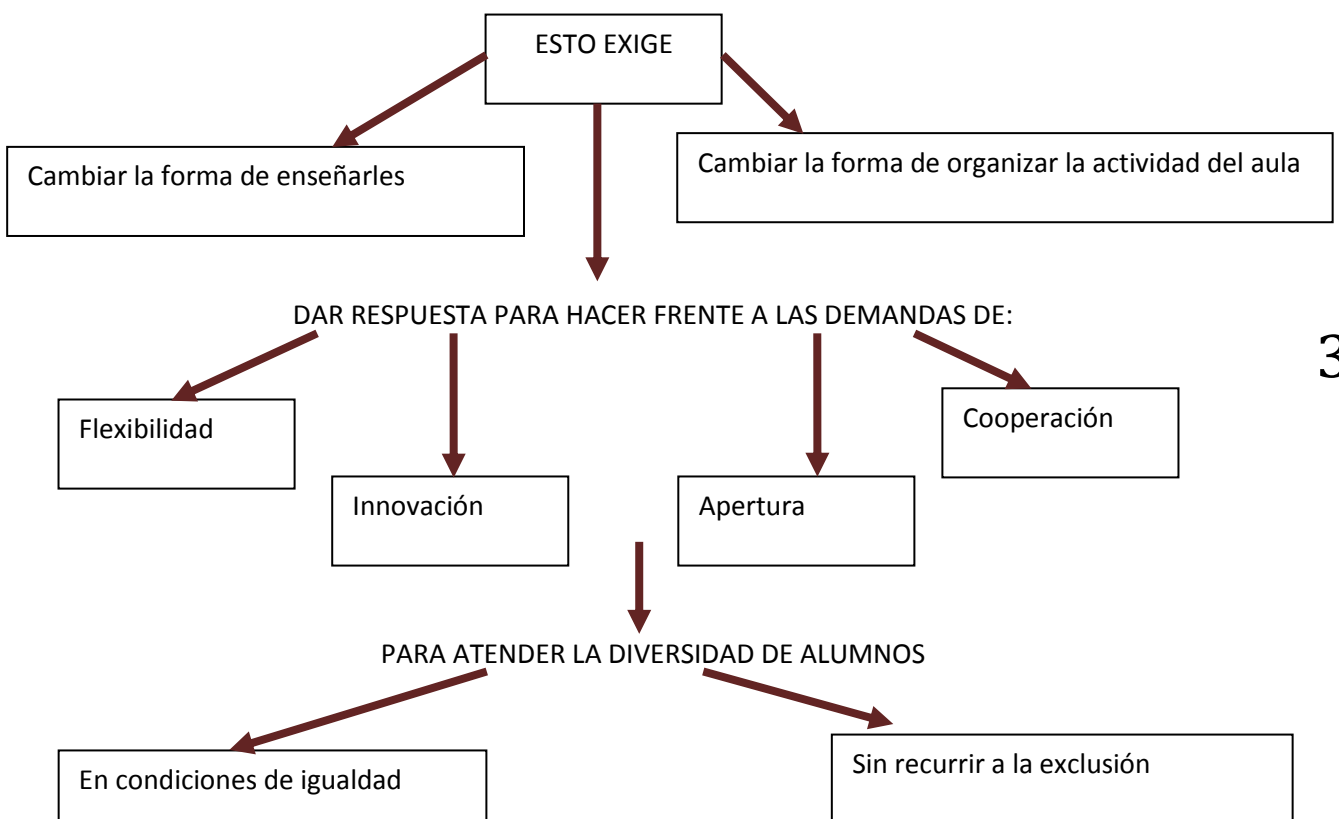 ESTO EXIGE
Cambiar la forma de enseñarles
Cambiar la forma de organizar la actividad del aula
DAR RESPUESTA PARA HACER FRENTE A LAS DEMANDAS DE:
3
Flexibilidad
Cooperación
Innovación
Apertura
PARA ATENDER LA DIVERSIDAD DE ALUMNOS
En condiciones de igualdad
Sin recurrir a la exclusión